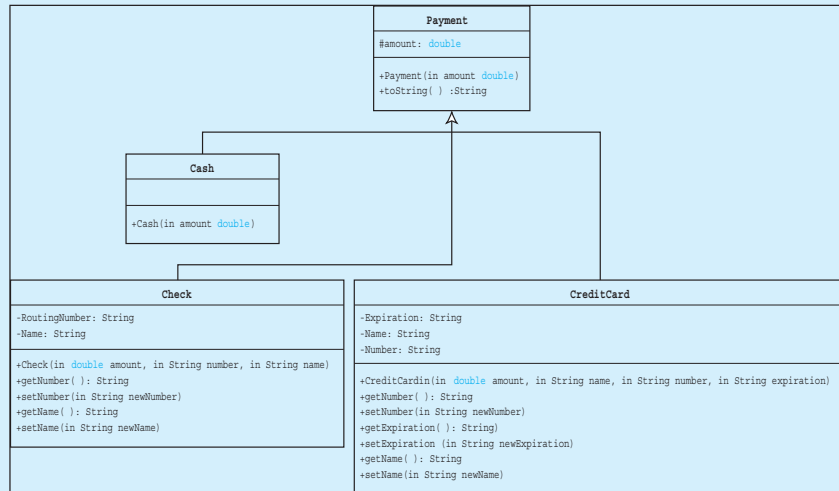 Payment
#amount: double
+Payment(in amount double)
+toString( ) :String
Cash
+Cash(in amount double)
Check
-RoutingNumber: String
-Name: String
+Check(in double amount, in String number, in String name)
+getNumber( ): String
+setNumber(in String newNumber)
+getName( ): String
+setName(in String newName)
CreditCard
-Expiration: String
-Name: String
-Number: String
+CreditCardin(in double amount, in String name, in String number, in String expiration)
+getNumber( ): String
+setNumber(in String newNumber)
+getExpiration( ): String)
+setExpiration (in String newExpiration)
+getName( ): String
+setName(in String newName)